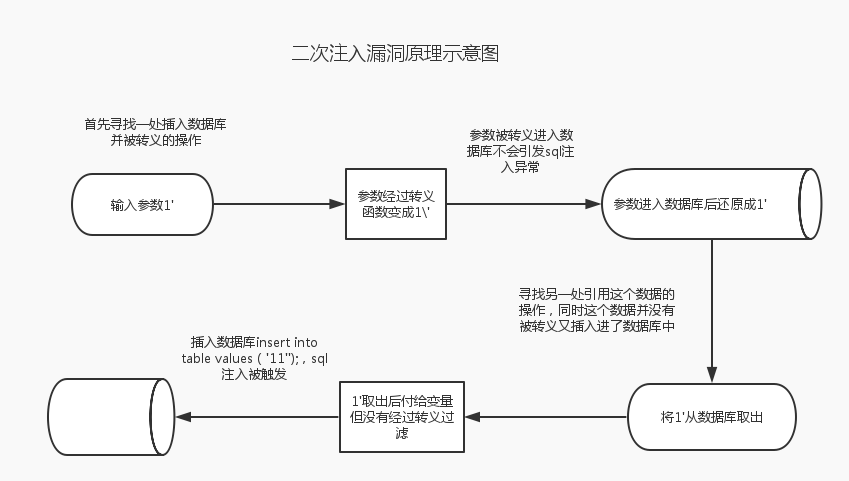 二次注入漏洞原理示意图
首先寻找一处插入数据库
并被转义的操作
参数被转义进入数
据库不会引发sql注
入异常
输入参数1'
参数经过转义
函数变成1\'
参数进入数据库后还原成1'
寻找另一处引用这个数据的
操作，同时这个数据并没有
被转义又插入进了数据库中
插入数据库insert into
table values ( '11''); , sql
注入被触发
1'取出后付给变量
但没有经过转义过
滤
将1'从数据库取出